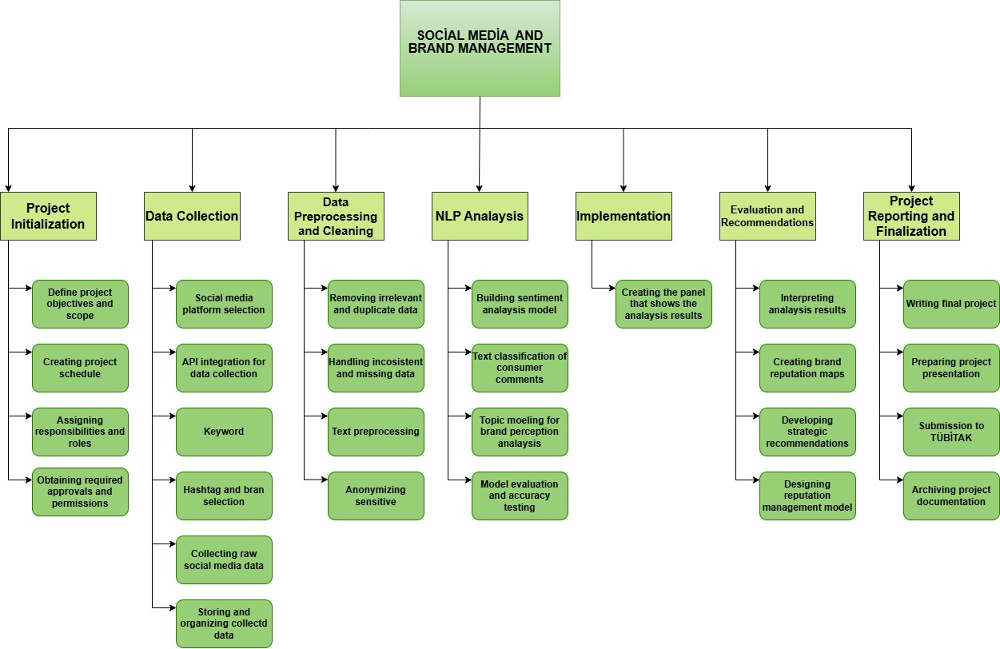 SOCİAL MEDİA AND
BRAND MANAGEMENT
Project
Initialization
Define project
objectives and
scope
Creating project
schedule
Assigning
responsibilities and
roles
Obtaining required
approvals and
permissions
Data Collection
Social media
platform selection
API integration for
data collection
Keyword
Hashtag and bran
selection
Collecting raw
social media data
Storing and
organizing collectd
data
Data
Preprocessing
and Cleaning
Removing irrelevant
and duplicate data
Handling incosistent
and missing data
Text preprocessing
Anonymizing
sensitive
NLP Analaysis
Building sentiment
analaysis model
Text classification of
consumer
comments
Topic moeling for
brand perception
analaysis
Model evaluation
and accuracy
testing
Implementation
Creating the panel
that shows the
analaysis results
Evaluation and
Recommendations
Interpreting
analaysis results
Creating brand
reputation maps
Developing
strategic
recommendations
Designing
reputation
management model
Project
Reporting and
Finalization
Writing final project
Preparing project
presentation
Submission to
TÜBİTAK
Archiving project
documentation